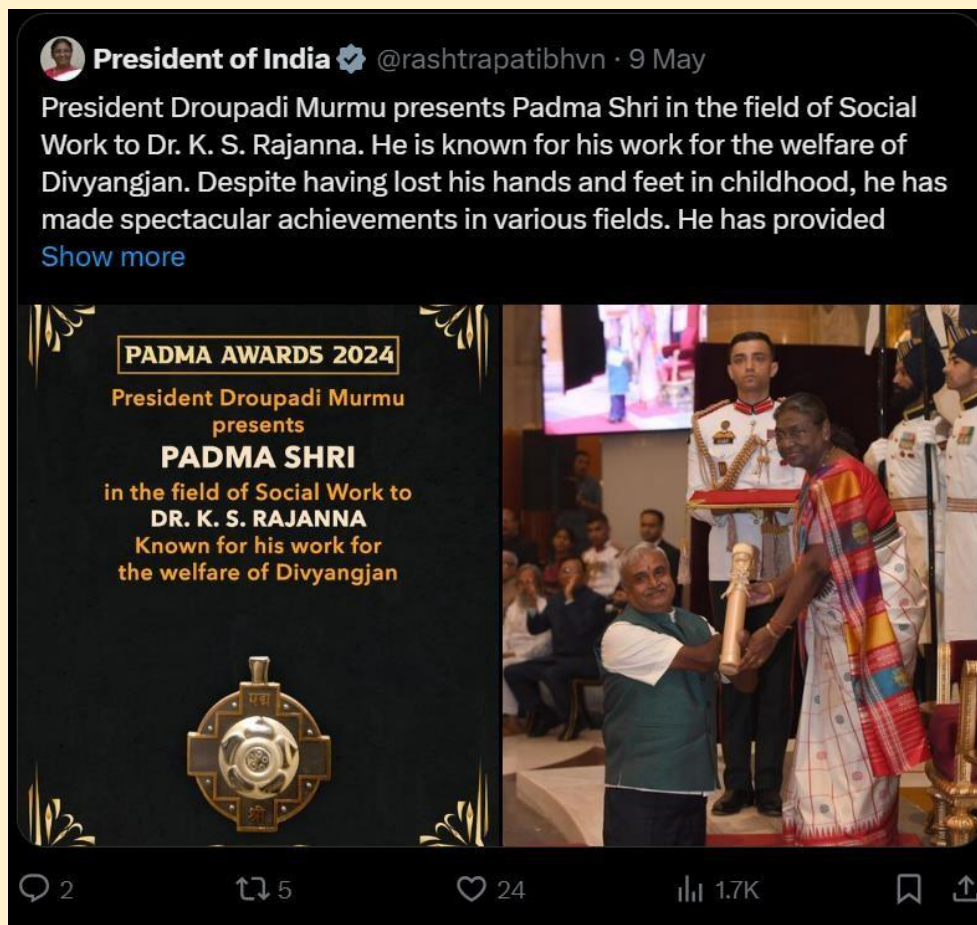 President of India @rashtrapatibhvn · 9 May
President Droupadi Murmu presents Padma Shri in the field of Social
Work to Dr. K. S. Rajanna. He is known for his work for the welfare of
Divyangjan. Despite having lost his hands and feet in childhood, he has
made spectacular achievements in various fields. He has provided
Show more
PADMA AWARDS 2024
President Droupadi Murmu
presents
PADMA SHRI
in the field of Social Work to
DR. K. S. RAJANNA
Known for his work for
the welfare of Divyangjan
पद्म
श्री
2
5
24
1.7K